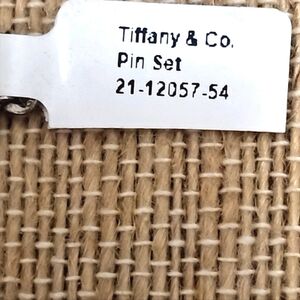 Tiffany & Co.
Pin Set
21-12057-54